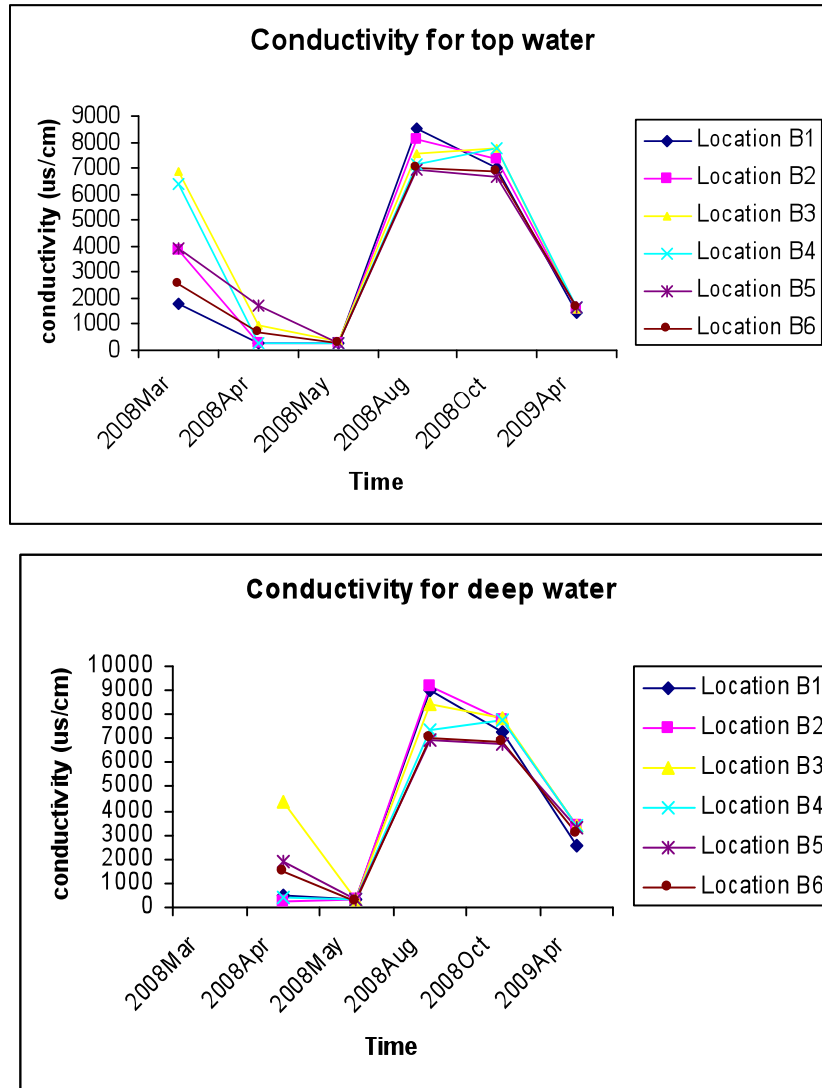 Conductivity for top water
conductivity (us/cm)
9000
8000
7000
6000
5000
4000
3000
2000
1000
0
2008Mar
2008Apr
2008May
2008Aug
2008Oct
2009Apr
Time
Location B1
Location B2
Location B3
Location B4
Location B5
Location B6
Conductivity for deep water
conductivity (us/cm)
10000
9000
8000
7000
6000
5000
4000
3000
2000
1000
0
2008Mar
2008Apr
2008May
2008Aug
2008Oct
2009Apr
Time
Location B1
Location B2
Location B3
Location B4
Location B5
Location B6